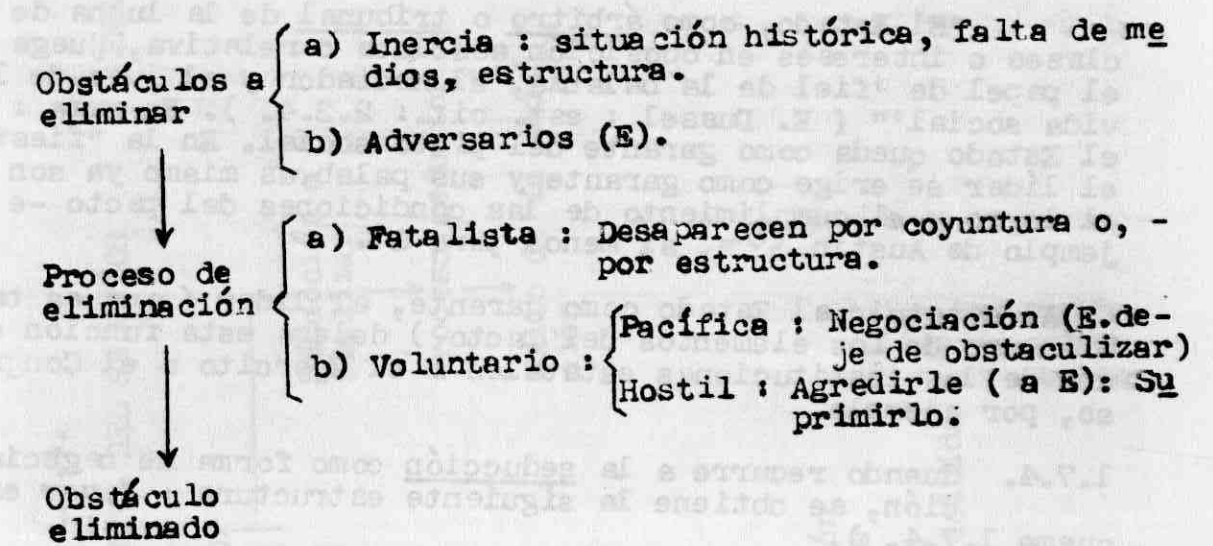 a) Inercia : situación histórica, falta de me
Obstáculos a
dios, estructura.
eliminar
b) Adversarios (E).
a) Fatalista : Desaparecen por coyuntura o, -
por estructura.
Proceso de
eliminación
Pacífica : Negociación (E.de-
je de obstaculizar)
b) Voluntario :
Hostil : Agredirle ( a E): Su
primirlo.
Obstáculo
eliminado